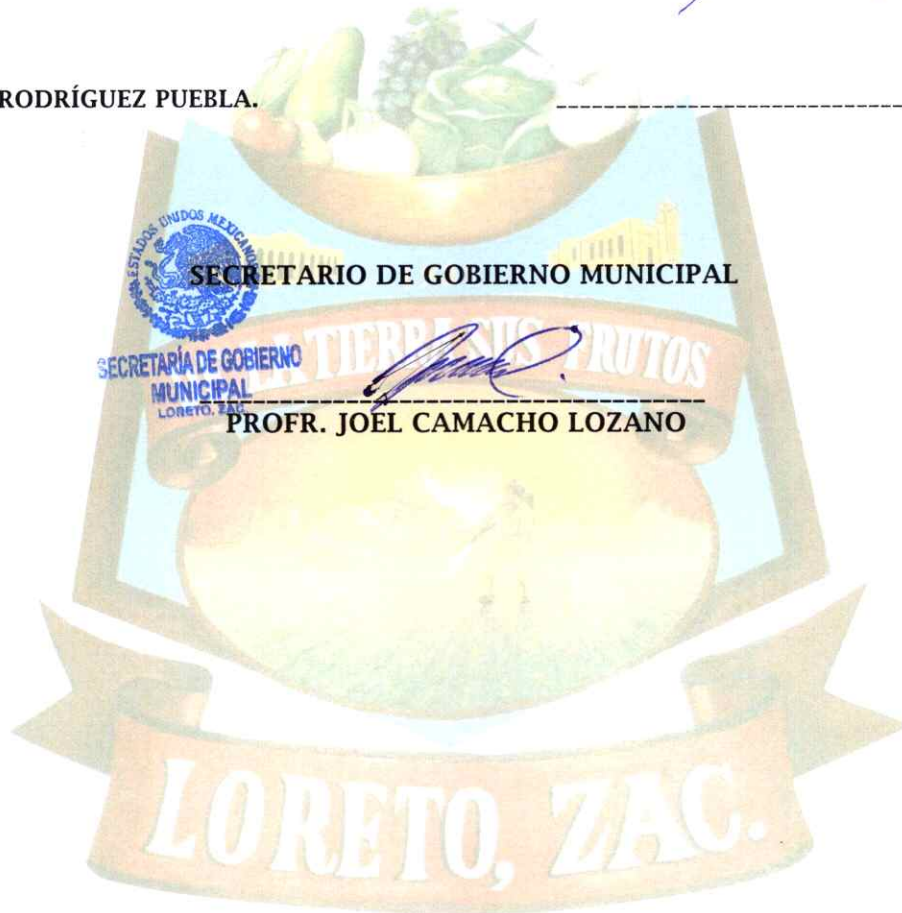 RODRÍGUEZ PUEBLA.
ESTADOS UNIDOS MEXICANOS
SECRETARIO DE GOBIERNO MUNICIPAL
LA TIERRA SUS FRUTOS
SECRETARÍA DE GOBIERNO
MUNICIPAL
LORETO, ZAC.
PROFR. JOEL CAMACHO LOZANO
LORETO, ZAC.